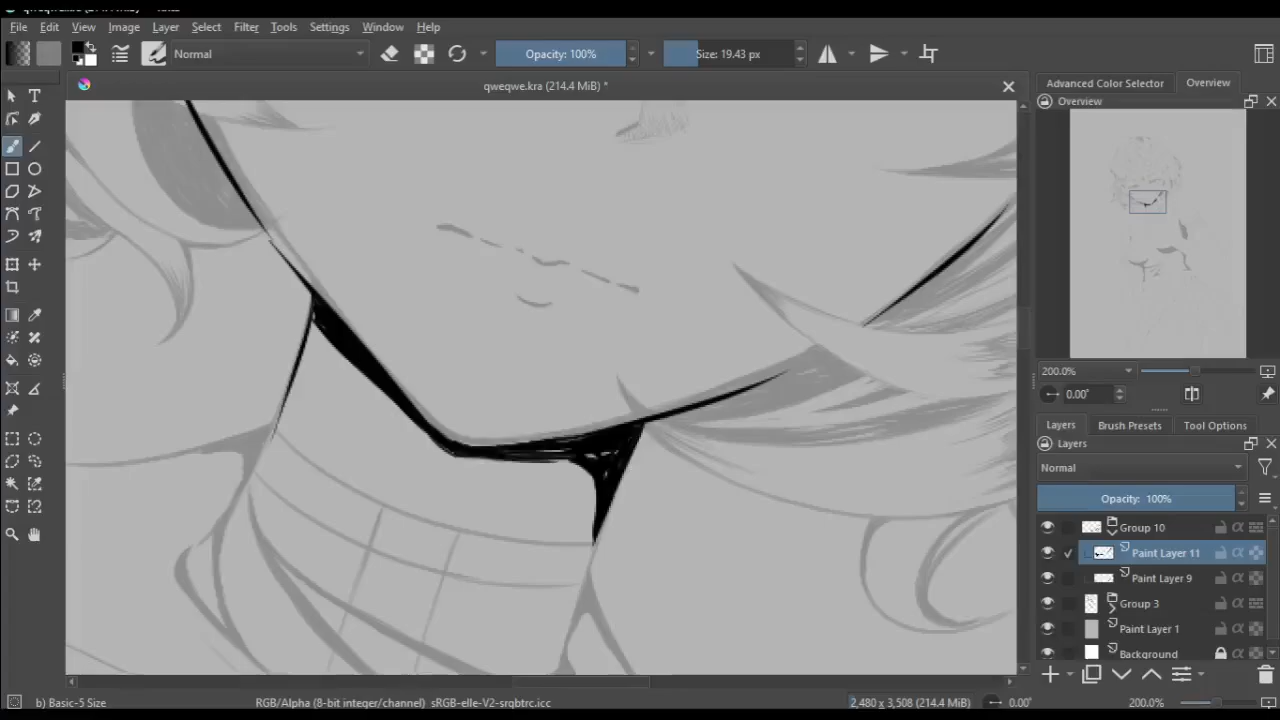 File Edit View Image Layer Select Filter Tools Settings Window Help
Normal Opacity: 100% Size: 19.43 px
qweqwe.kra (214.4 MiB) *
Advanced Color Selector Overview
Overview
200.0%
0.00°
Layers Brush Presets Tool Options
Layers
Normal
Opacity: 100%
Group 10
Paint Layer 11
Paint Layer 9
Group 3
Paint Layer 1
Background
b) Basic-5 Size RGB/Alpha (8-bit integer/channel) sRGB-elle-V2-srqbtrc.icc 2,480 x 3,508 (214.4 MiB) 0.00° 200.0%